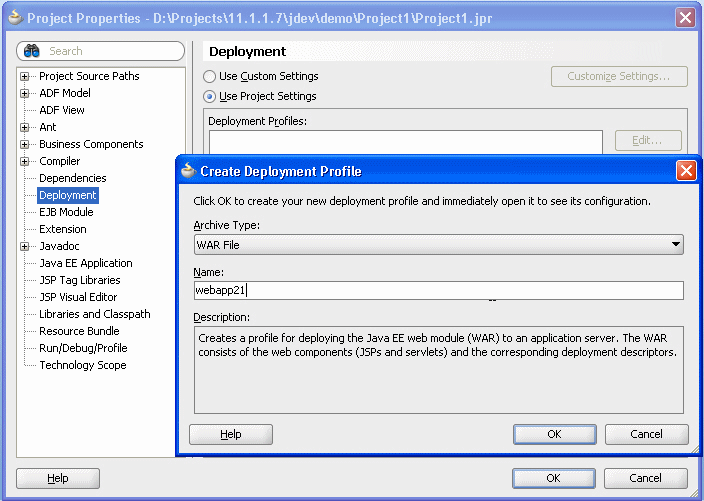 Project Properties - D:\Projects\11.1.1.7\jdev\demo\Project1\Project1.jpr
Search
Project Source Paths
ADF Model
ADF View
Ant
Business Components
Compiler
Dependencies
Deployment
EJB Module
Extension
Javadoc
Java EE Application
JSP Tag Libraries
JSP Visual Editor
Libraries and Classpath
Resource Bundle
Run/Debug/Profile
Technology Scope
Deployment
Use Custom Settings
Customize Settings...
Use Project Settings
Deployment Profiles:
Edit...
Create Deployment Profile
Click OK to create your new deployment profile and immediately open it to see its configuration.
Archive Type:
WAR File
Name:
webapp21
Description:
Creates a profile for deploying the Java EE web module (WAR) to an application server. The WAR
consists of the web components (JSPs and servlets) and the corresponding deployment descriptors.
Help
OK
Cancel
Help
OK
Cancel